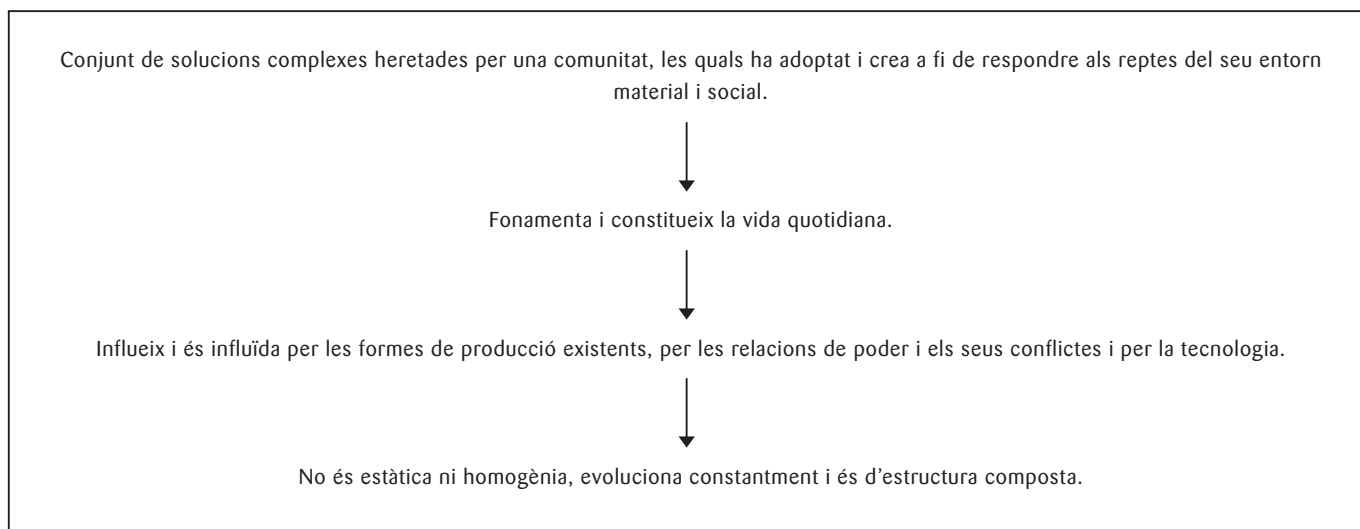 Conjunt de solucions complexes heretades per una comunitat, les quals ha adoptat i crea a fi de respondre als reptes del seu entorn
material i social.
Fonamenta i constitueix la vida quotidiana.
Influeix i és influïda per les formes de producció existents, per les relacions de poder i els seus conflictes i per la tecnologia.
No és estàtica ni homogènia, evoluciona constantment i és d’estructura composta.